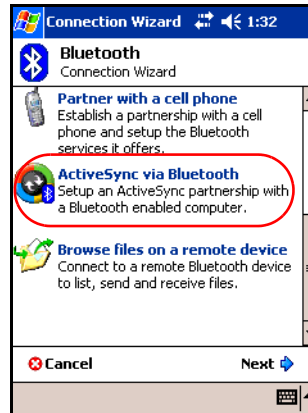 Connection Wizard 1:32
Bluetooth
Connection Wizard
Partner with a cell phone
Establish a partnership with a cell
phone and setup the Bluetooth
services it offers.
ActiveSync via Bluetooth
Setup an ActiveSync partnership with
a Bluetooth enabled computer.
Browse files on a remote device
Connect to a remote Bluetooth device
to list, send and receive files.
Cancel Next